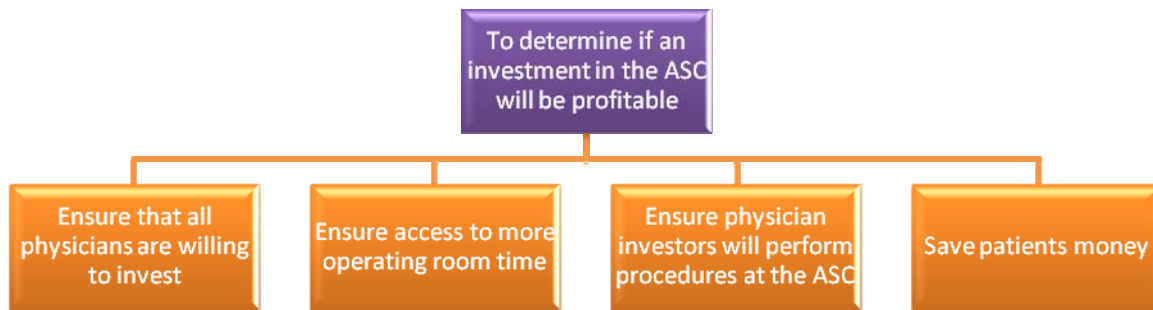 To determine if an
investment in the ASC
will be profitable
Ensure that all
physicians are willing
to invest
Ensure access to more
operating room time
Ensure physician
investors will perform
procedures at the ASC
Save patients money